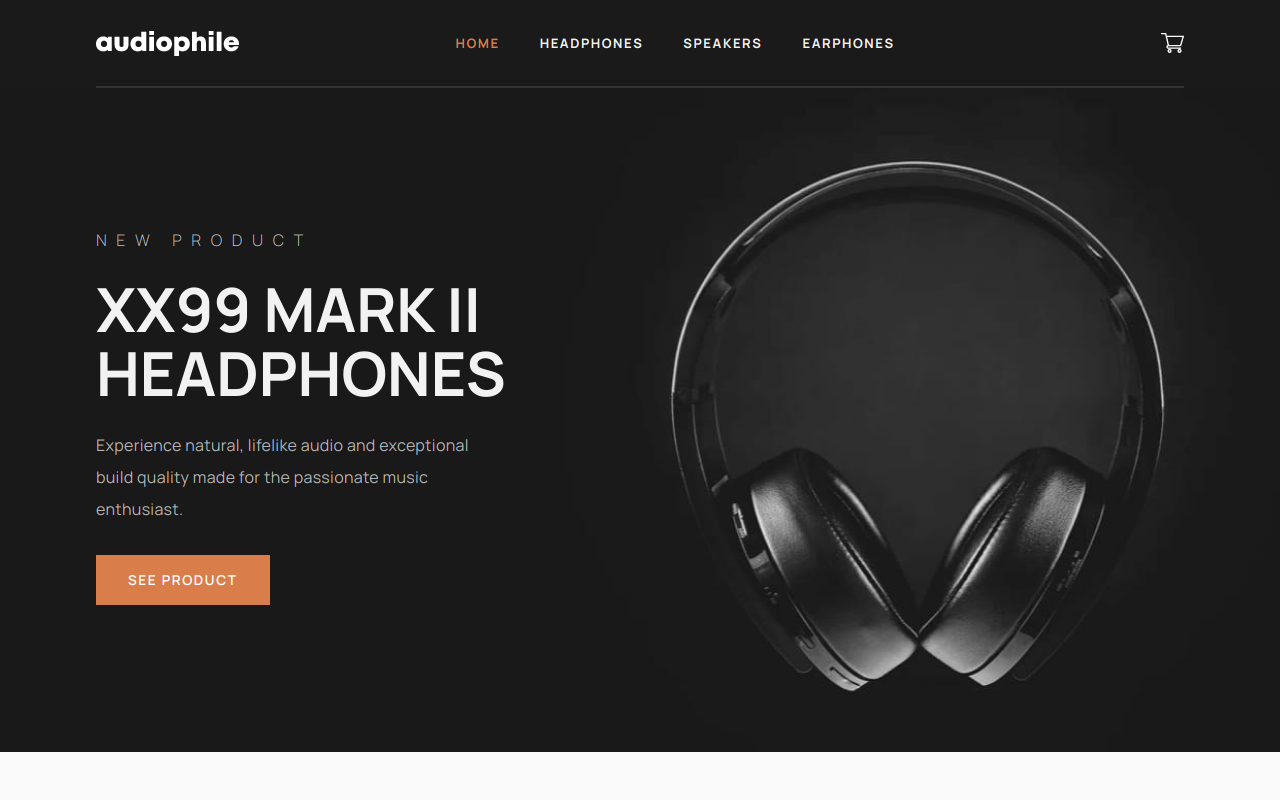 audiophile
HOME HEADPHONES SPEAKERS EARPHONES
NEW PRODUCT
XX99 MARK II
HEADPHONES
Experience natural, lifelike audio and exceptional
build quality made for the passionate music
enthusiast.
SEE PRODUCT